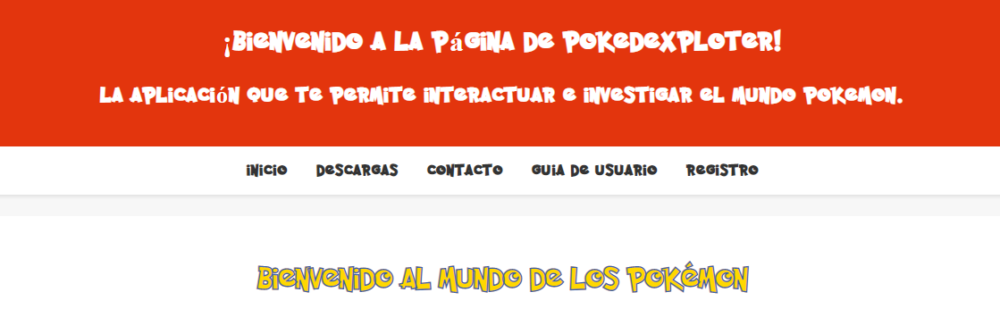 ¡Bienvenido a la Página de PokedexPloter!
La aplicación que te permite interactuar e investigar el mundo Pokemon.
Inicio Descargas Contacto Guia de Usuario Registro
Bienvenido al Mundo de los Pokémon